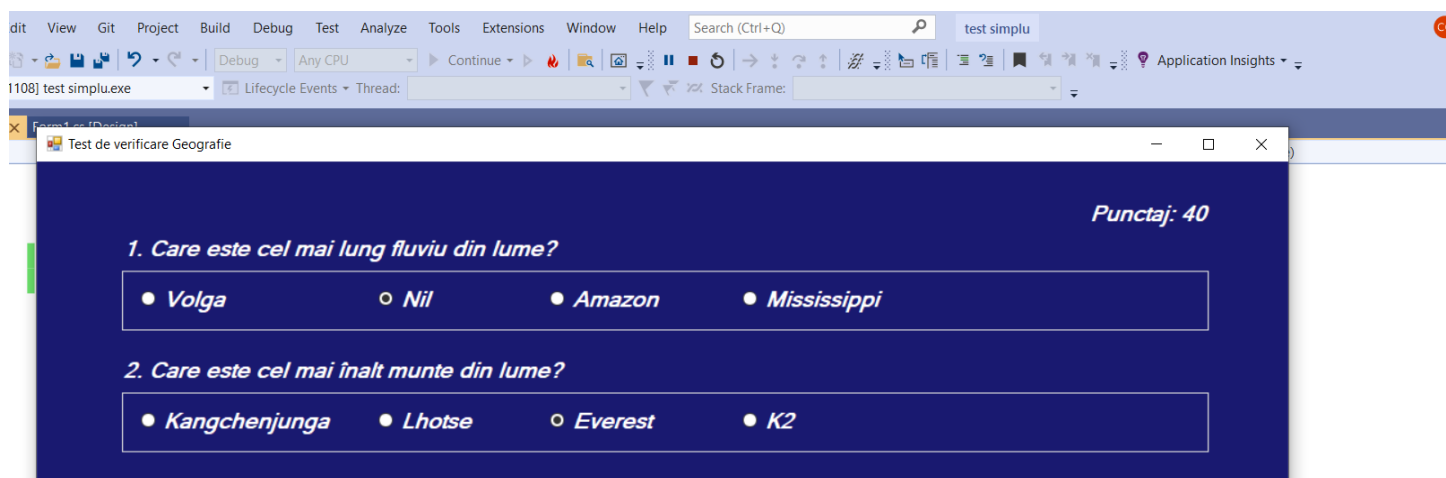 dit View Git Project Build Debug Test Analyze Tools Extensions Window Help Search (Ctrl+Q) test simplu
Debug Any CPU Continue Application Insights
1108] test simplu.exe Lifecycle Events Thread: Stack Frame:
Form1.cs [Design]
Test de verificare Geografie
Punctaj: 40
1. Care este cel mai lung fluviu din lume?
Volga Nil Amazon Mississippi
2. Care este cel mai înalt munte din lume?
Kangchenjunga Lhotse Everest K2